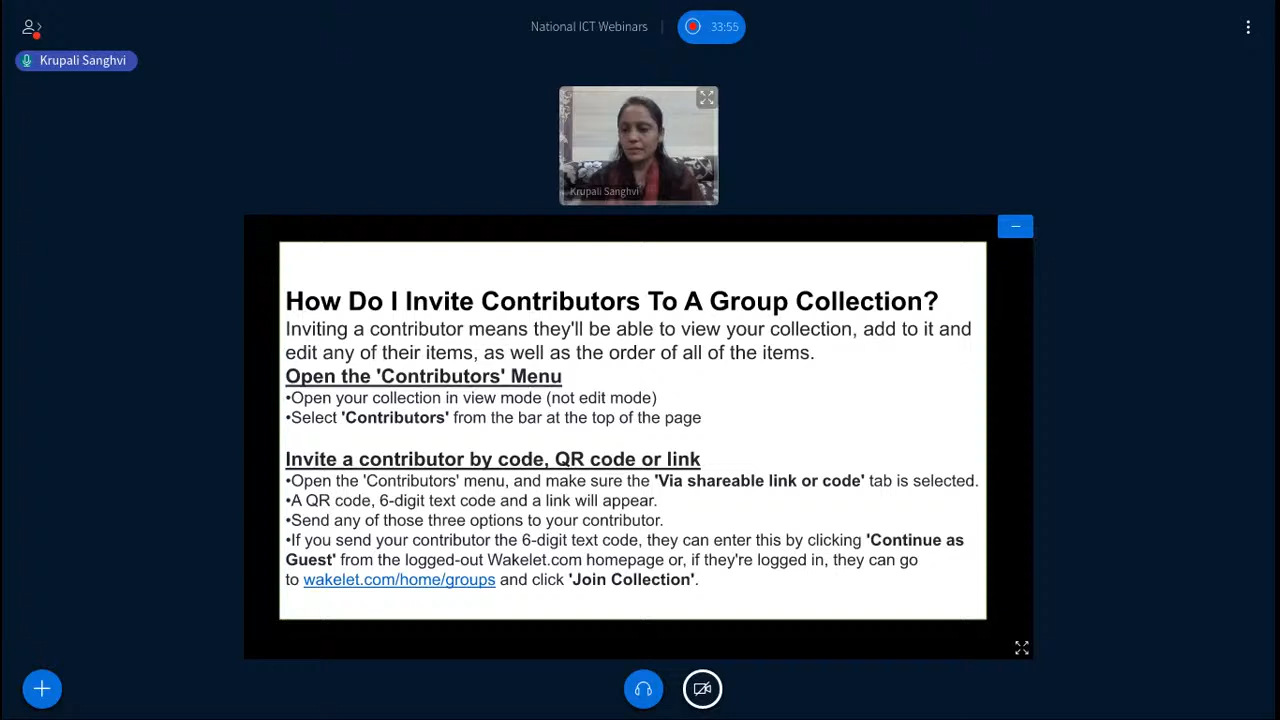 National ICT Webinars
33:55
Krupali Sanghvi
Krupali Sanghvi
How Do I Invite Contributors To A Group Collection?
Inviting a contributor means they'll be able to view your collection, add to it and
edit any of their items, as well as the order of all of the items.
Open the 'Contributors' Menu
•Open your collection in view mode (not edit mode)
•Select 'Contributors' from the bar at the top of the page
Invite a contributor by code, QR code or link
•Open the 'Contributors' menu, and make sure the 'Via shareable link or code' tab is selected.
•A QR code, 6-digit text code and a link will appear.
•Send any of those three options to your contributor.
•If you send your contributor the 6-digit text code, they can enter this by clicking 'Continue as
Guest' from the logged-out Wakelet.com homepage or, if they're logged in, they can go
to wakelet.com/home/groups and click 'Join Collection'.